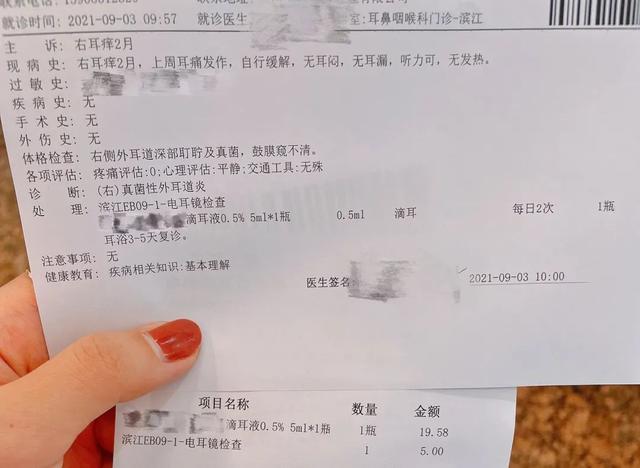 就诊时间: 2021-09-03 09:57 就诊医生 室: 耳鼻咽喉科门诊-滨江
主 诉: 右耳痒2月
现 病 史: 右耳痒2月, 上周耳痛发作, 自行缓解, 无耳闷, 无耳漏, 听力可, 无发热。
过 敏 史:
疾 病 史: 无
手 术 史: 无
外 伤 史: 无
体格检查: 右侧外耳道深部耵聍及真菌, 鼓膜窥不清。
各项评估: 疼痛评估:0;心理评估:平静;交通工具:无殊
诊 断: (右)真菌性外耳道炎
处 理: 滨江EB09-1-电耳镜检查
滴耳液0.5% 5ml*1瓶 0.5ml 滴耳 每日2次 1瓶
耳浴3-5天复诊。
注意事项: 无
健康教育: 疾病相关知识:基本理解
医生签名 2021-09-03 10:00
项目名称 数量 金额
滴耳液0.5% 5ml*1瓶 1瓶 19.58
滨江EB09-1-电耳镜检查 1 5.00